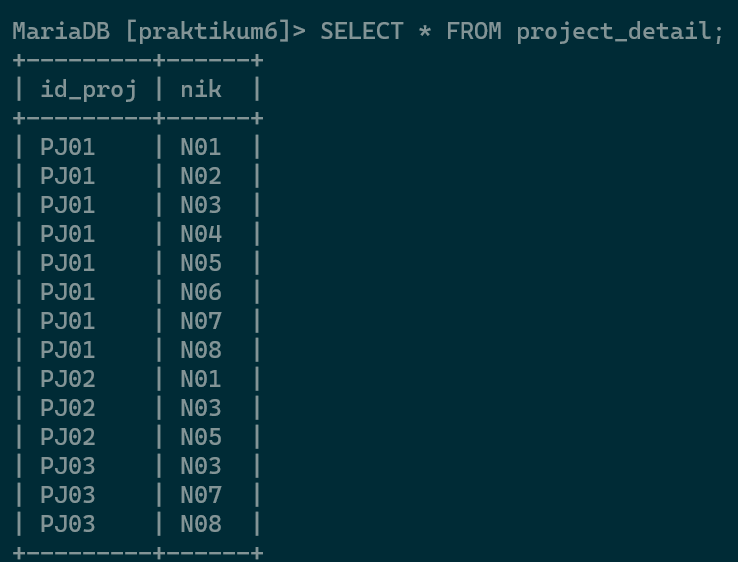 MariaDB [praktikum6]> SELECT * FROM project_detail;
+---------+------+
| id_proj | nik  |
+---------+------+
| PJ01    | N01  |
| PJ01    | N02  |
| PJ01    | N03  |
| PJ01    | N04  |
| PJ01    | N05  |
| PJ01    | N06  |
| PJ01    | N07  |
| PJ01    | N08  |
| PJ02    | N01  |
| PJ02    | N03  |
| PJ02    | N05  |
| PJ03    | N03  |
| PJ03    | N07  |
| PJ03    | N08  |
+---------+------+